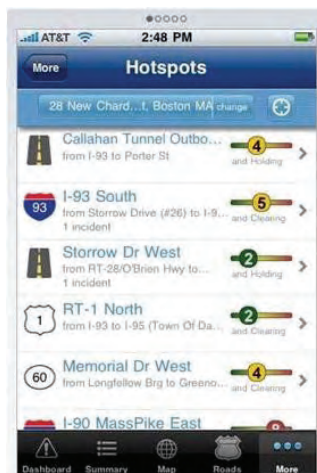 AT&T
2:48 PM
More
Hotspots
28 New Chard...t, Boston MA change
Callahan Tunnel Outbo...
from I-93 to Porter St
4
and Holding
93
I-93 South
from Storrow Drive (#26) to I-9...
1 incident
5
and Clearing
Storrow Dr West
from RT-28/O'Brien Hwy to...
1 incident
2
and Holding
1
RT-1 North
from I-93 to I-95 (Town Of Da...
2
and Clearing
60
Memorial Dr West
from Longfellow Brg to Greeno...
4
and Clearing
I-90 MassPike East
Dashboard
Summary
Map
Roads
More